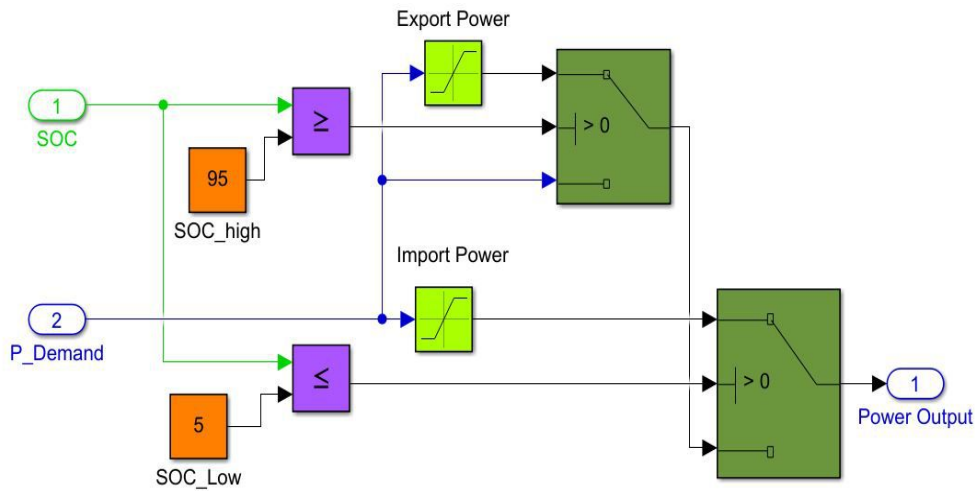 Export Power
1
SOC
≥
> 0
95
SOC_high
Import Power
2
P_Demand
≤
> 0
1
Power Output
5
SOC_Low